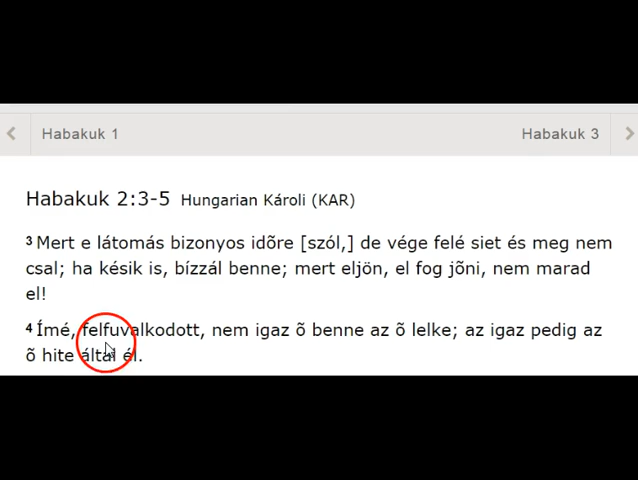 Habakuk 1 Habakuk 3
Habakuk 2:3-5 Hungarian Károli (KAR)
3 Mert e látomás bizonyos idõre [szól,] de vége felé siet és meg nem
csal; ha késik is, bízzál benne; mert eljön, el fog jõni, nem marad
el!
4 Ímé, felfuvalkodott, nem igaz õ benne az õ lelke; az igaz pedig az
õ hite által él.